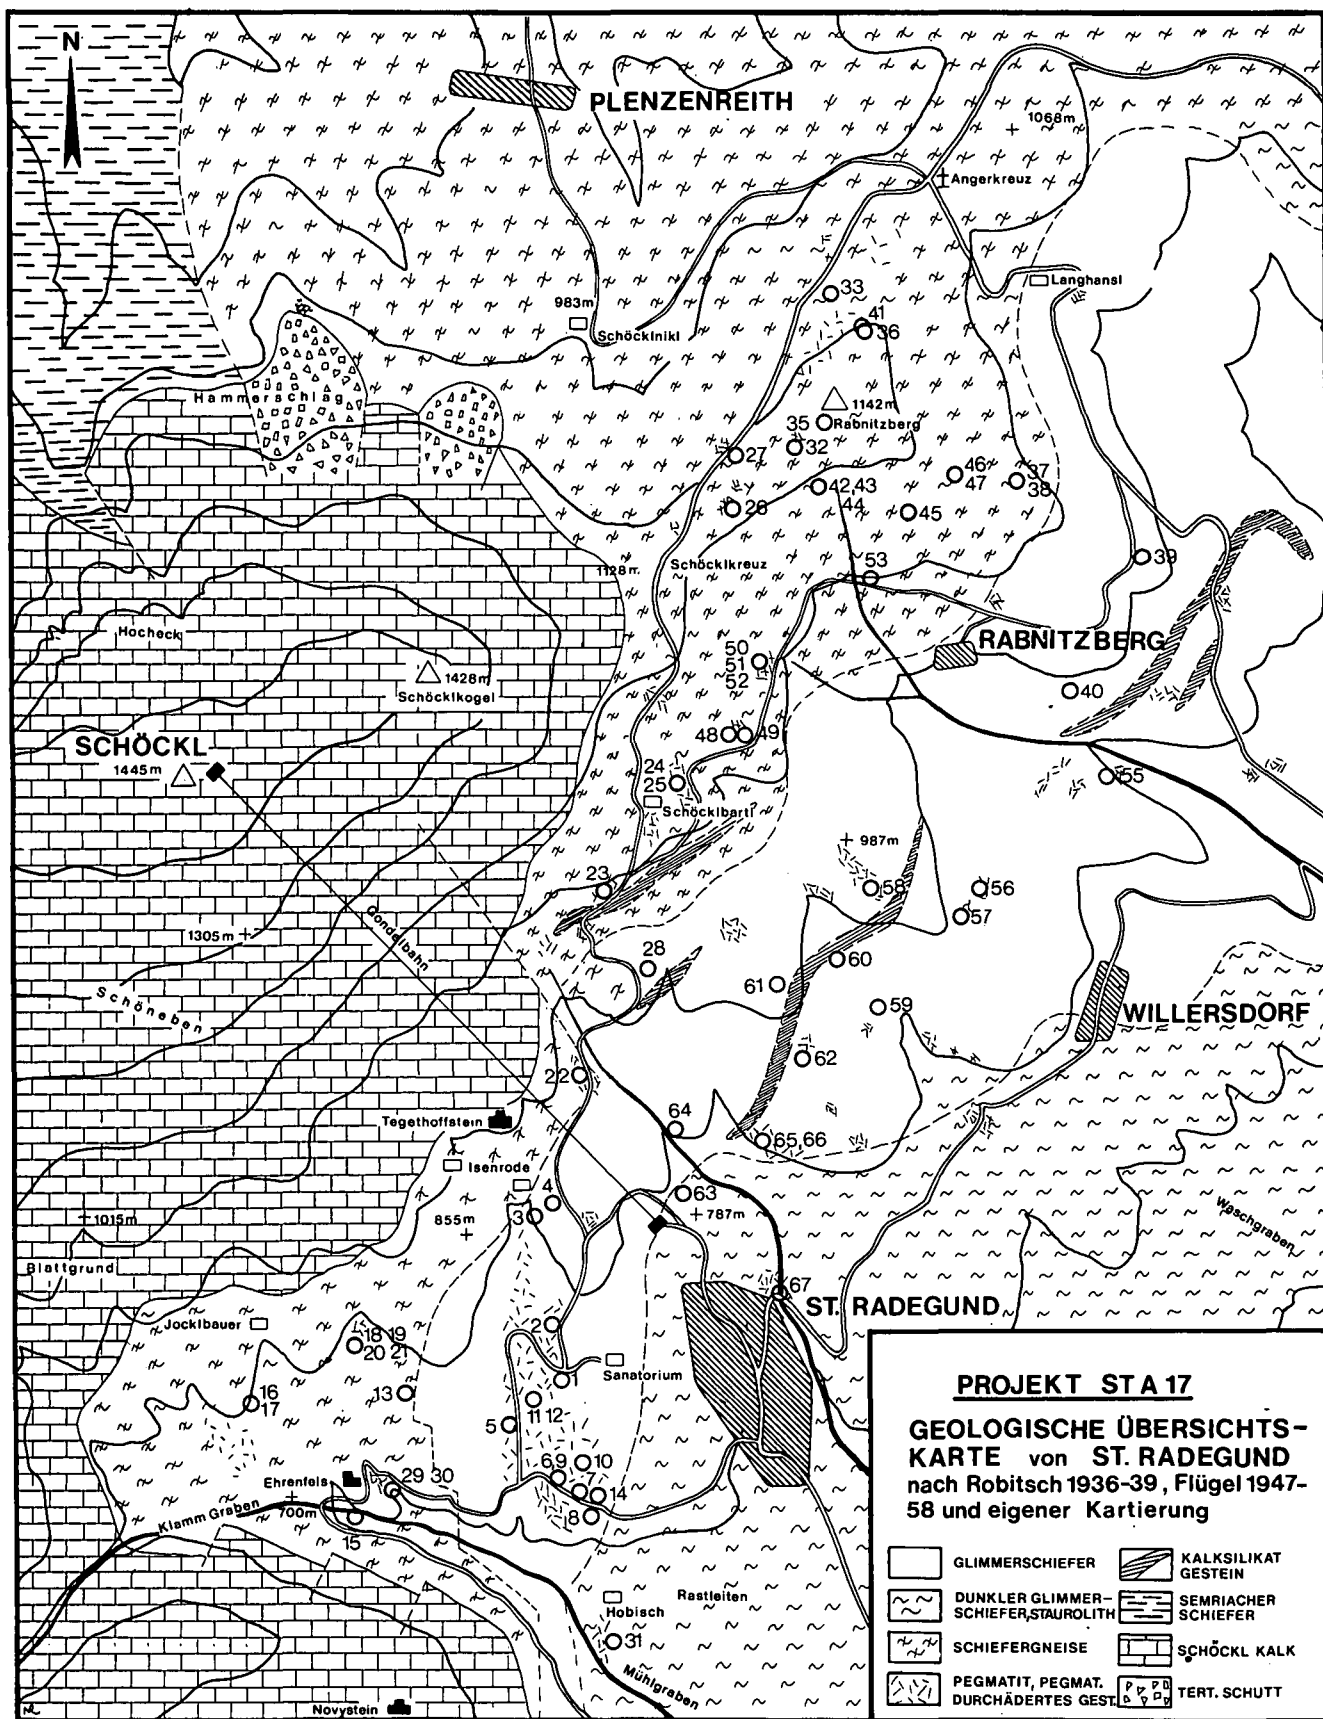 N
PLENZENREITH
1068m
Angerkreuz
Langhansl
33
983m
Schöcklnikl
41
36
Hammerschlag
1142m
35
Rabnitzberg
32
27
46
47
37
38
42,43
44
26
45
39
1128m
Schöcklkreuz
53
Hocheck
RABNITZBERG
50
51
52
1428m
Schöcklkogel
40
SCHÖCKL
1445m
48
49
24
25
55
Schöcklbartl
987m
23
58
56
57
Gondelbahn
1305m
28
60
61
Schöneben
59
WILLERSDORF
62
22
Tegethoffstein
64
65,66
Isenrode
4
3
63
787m
1015m
855m
Waschgraben
Blattgrund
67
ST. RADEGUND
Jocklbauer
18 19
20 21
2
Sanatorium
1
16
17
13
11 12
5
10
69
7
14
8
Ehrenfels
29 30
Klamm Graben
700m
15
Rastleiten
Hobisch
31
Mühlgraben
Novystein
PROJEKT ST A 17
GEOLOGISCHE ÜBERSICHTS-
KARTE von ST. RADEGUND
nach Robitsch 1936-39, Flügel 1947-
58 und eigener Kartierung
GLIMMERSCHIEFER
DUNKLER GLIMMER-
SCHIEFER,STAUROLITH
SCHIEFERGNEISE
PEGMATIT, PEGMAT.
DURCHÄDERTES GEST.
KALKSILIKAT
GESTEIN
SEMRIACHER
SCHIEFER
SCHÖCKL KALK
TERT. SCHUTT